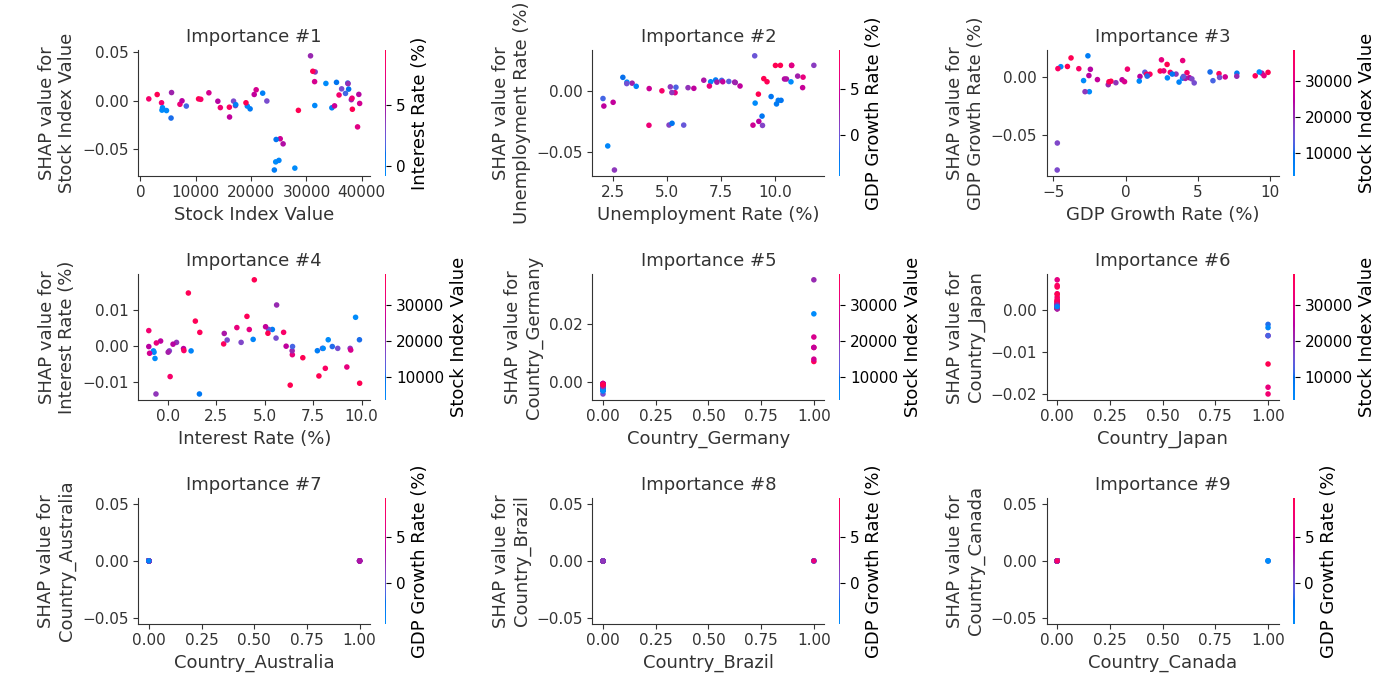 Importance #1
SHAP value for
Stock Index Value
0.05
0.00
−0.05
0
10000
20000
30000
40000
Stock Index Value
5
0
Interest Rate (%)
Importance #2
SHAP value for
Unemployment Rate (%)
0.00
−0.05
2.5
5.0
7.5
10.0
Unemployment Rate (%)
5
0
GDP Growth Rate (%)
Importance #3
SHAP value for
GDP Growth Rate (%)
0.00
−0.05
−5
0
5
10
GDP Growth Rate (%)
30000
20000
10000
Stock Index Value
Importance #4
SHAP value for
Interest Rate (%)
0.01
0.00
−0.01
0.0
2.5
5.0
7.5
10.0
Interest Rate (%)
30000
20000
10000
Stock Index Value
Importance #5
SHAP value for
Country_Germany
0.02
0.00
0.00
0.25
0.50
0.75
1.00
Country_Germany
30000
20000
10000
Stock Index Value
Importance #6
SHAP value for
Country_Japan
0.00
−0.01
−0.02
0.00
0.25
0.50
0.75
1.00
Country_Japan
30000
20000
10000
Stock Index Value
Importance #7
SHAP value for
Country_Australia
0.05
0.00
−0.05
0.00
0.25
0.50
0.75
1.00
Country_Australia
5
0
GDP Growth Rate (%)
Importance #8
SHAP value for
Country_Brazil
0.05
0.00
−0.05
0.00
0.25
0.50
0.75
1.00
Country_Brazil
5
0
GDP Growth Rate (%)
Importance #9
SHAP value for
Country_Canada
0.05
0.00
−0.05
0.00
0.25
0.50
0.75
1.00
Country_Canada
5
0
GDP Growth Rate (%)